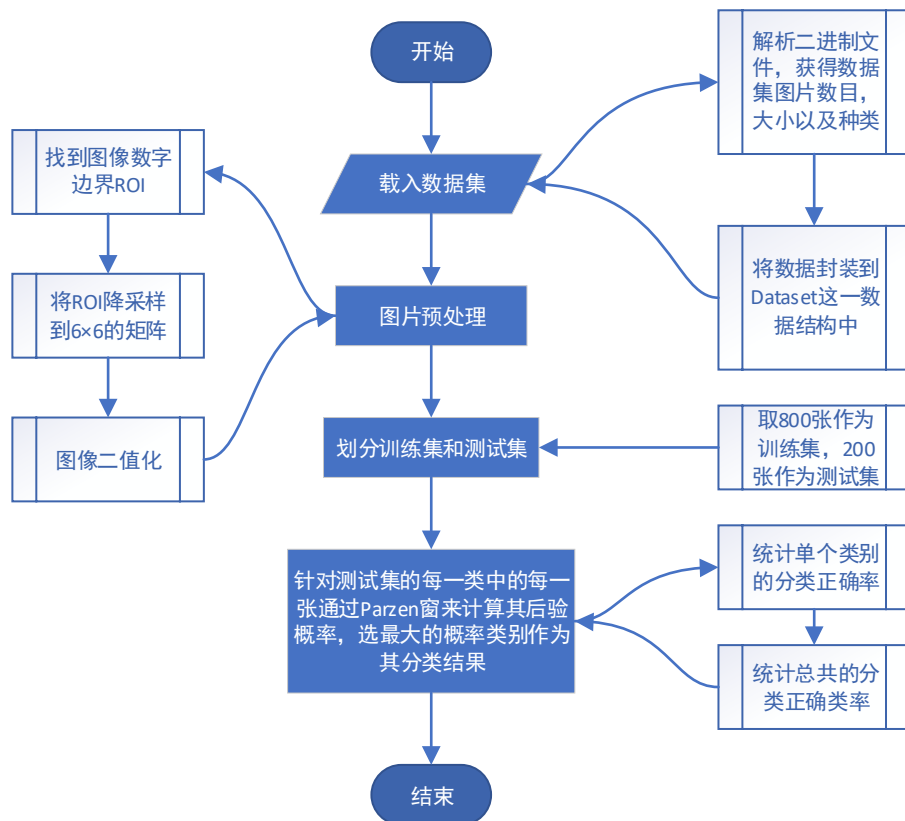 开始
解析二进制文
件，获得数据
集图片数目，
大小以及种类
找到图像数字
边界ROI
载入数据集
将数据封装到
Dataset这一数
据结构中
将ROI降采样
到6×6的矩阵
图片预处理
图像二值化
划分训练集和测试集
取800张作为
训练集，200
张作为测试集
针对测试集的每一类中的每一
张通过Parzen窗来计算其后验
概率，选最大的概率类别作为
其分类结果
统计单个类别
的分类正确率
统计总共的分
类正确类率
结束